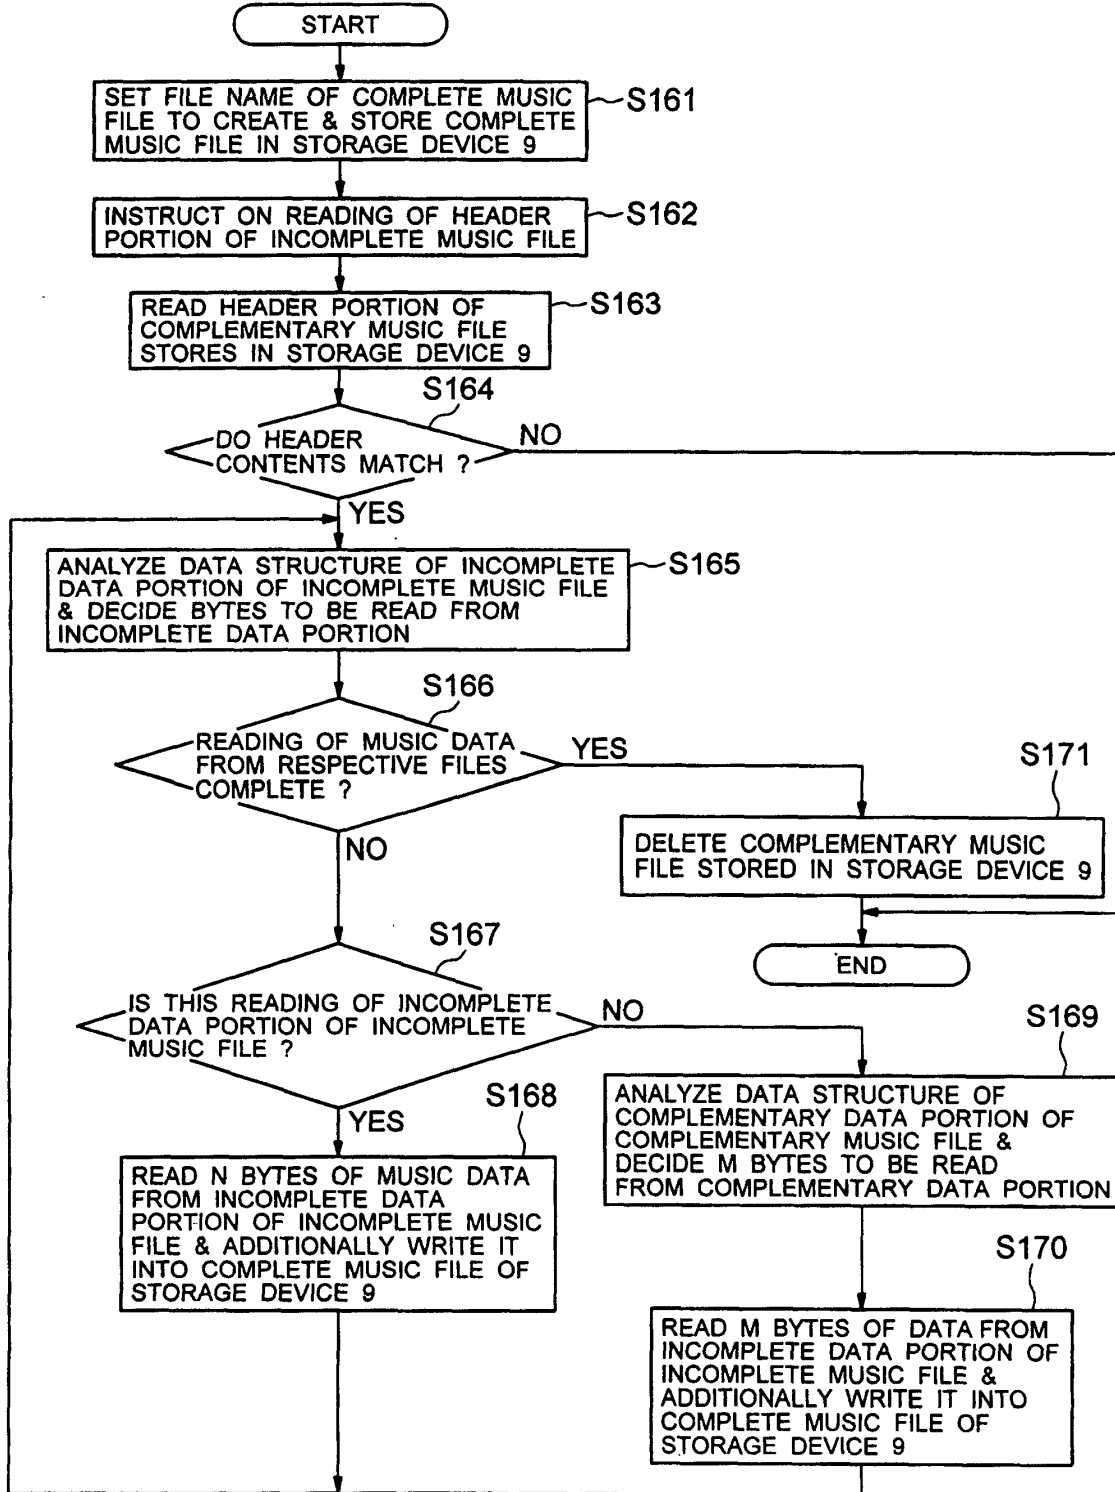 START
SET FILE NAME OF COMPLETE MUSIC
FILE TO CREATE & STORE COMPLETE
MUSIC FILE IN STORAGE DEVICE 9
S161
INSTRUCT ON READING OF HEADER
PORTION OF INCOMPLETE MUSIC FILE
S162
READ HEADER PORTION OF
COMPLEMENTARY MUSIC FILE
STORES IN STORAGE DEVICE 9
S163
S164
DO HEADER
CONTENTS MATCH ?
NO
YES
ANALYZE DATA STRUCTURE OF INCOMPLETE
DATA PORTION OF INCOMPLETE MUSIC FILE
& DECIDE BYTES TO BE READ FROM
INCOMPLETE DATA PORTION
S165
S166
READING OF MUSIC DATA
FROM RESPECTIVE FILES
COMPLETE ?
YES
NO
S171
DELETE COMPLEMENTARY MUSIC
FILE STORED IN STORAGE DEVICE 9
END
S167
IS THIS READING OF INCOMPLETE
DATA PORTION OF INCOMPLETE
MUSIC FILE ?
NO
YES
S168
READ N BYTES OF MUSIC DATA
FROM INCOMPLETE DATA
PORTION OF INCOMPLETE MUSIC
FILE & ADDITIONALLY WRITE IT
INTO COMPLETE MUSIC FILE OF
STORAGE DEVICE 9
S169
ANALYZE DATA STRUCTURE OF
COMPLEMENTARY DATA PORTION OF
COMPLEMENTARY MUSIC FILE &
DECIDE M BYTES TO BE READ
FROM COMPLEMENTARY DATA PORTION
S170
READ M BYTES OF DATA FROM
INCOMPLETE DATA PORTION OF
INCOMPLETE MUSIC FILE &
ADDITIONALLY WRITE IT INTO
COMPLETE MUSIC FILE OF
STORAGE DEVICE 9